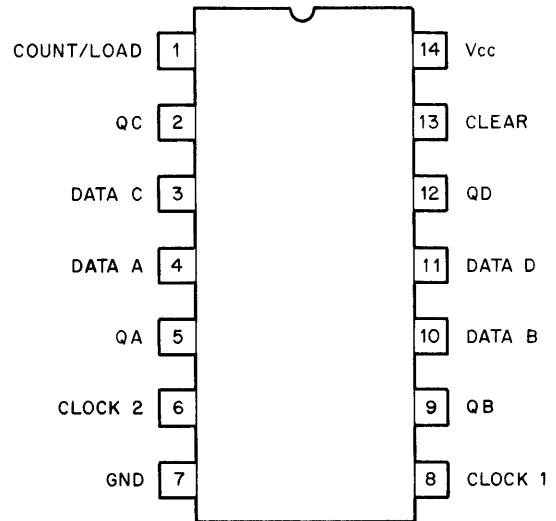 COUNT/LOAD 1 14 Vcc
QC 2 13 CLEAR
DATA C 3 12 QD
DATA A 4 11 DATA D
QA 5 10 DATA B
CLOCK 2 6 9 QB
GND 7 8 CLOCK 1